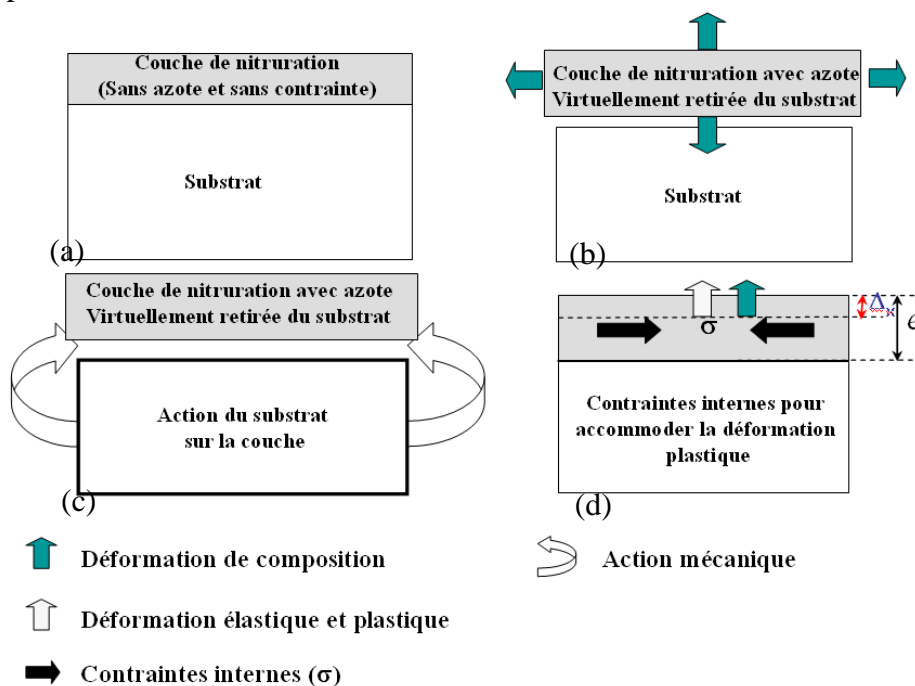 Couche de nitruration
(Sans azote et sans contrainte)
Substrat
(a)
Couche de nitruration avec azote
Virtuellement retirée du substrat
Substrat
(b)
Couche de nitruration avec azote
Virtuellement retirée du substrat
Action du substrat
sur la couche
(c)
σ
Δx
e
Contraintes internes pour
accommoder la déformation
plastique
(d)
Déformation de composition
Action mécanique
Déformation élastique et plastique
Contraintes internes (σ)